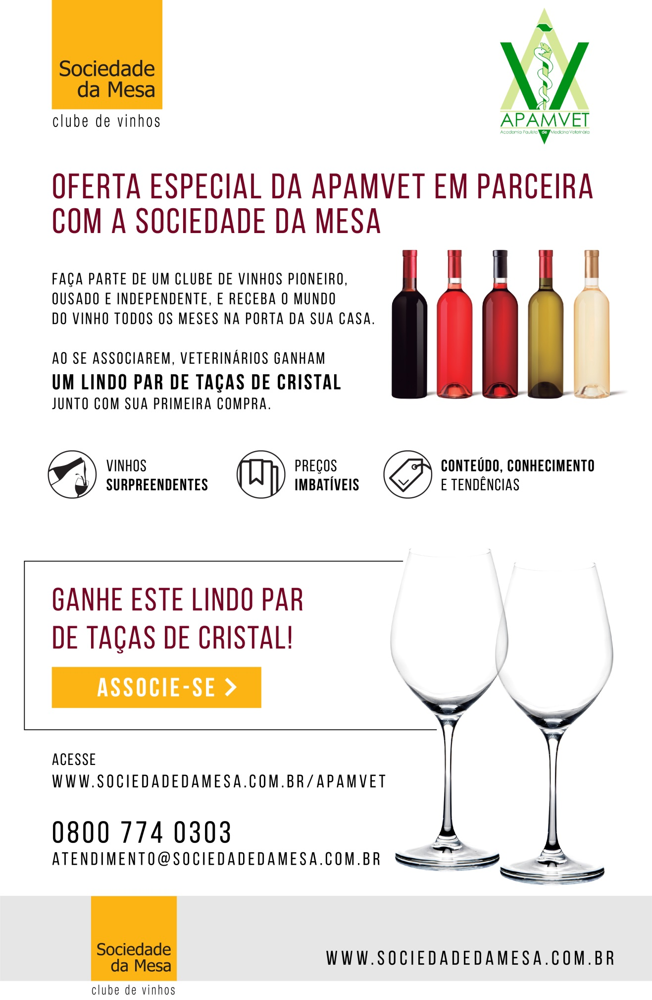 Sociedade
da Mesa
clube de vinhos
APAMVET
Academia Paulista de Medicina Veterinária
OFERTA ESPECIAL DA APAMVET EM PARCEIRA
COM A SOCIEDADE DA MESA
FAÇA PARTE DE UM CLUBE DE VINHOS PIONEIRO,
OUSADO E INDEPENDENTE, E RECEBA O MUNDO
DO VINHO TODOS OS MESES NA PORTA DA SUA CASA.
AO SE ASSOCIAREM, VETERINÁRIOS GANHAM
UM LINDO PAR DE TAÇAS DE CRISTAL
JUNTO COM SUA PRIMEIRA COMPRA.
VINHOS
SURPREENDENTES
PREÇOS
IMBATÍVEIS
CONTEÚDO, CONHECIMENTO
E TENDÊNCIAS
GANHE ESTE LINDO PAR
DE TAÇAS DE CRISTAL!
ASSOCIE-SE >
ACESSE
WWW.SOCIEDADEDAMESA.COM.BR/APAMVET
0800 774 0303
ATENDIMENTO@SOCIEDADEDAMESA.COM.BR
Sociedade
da Mesa
clube de vinhos
WWW.SOCIEDADEDAMESA.COM.BR